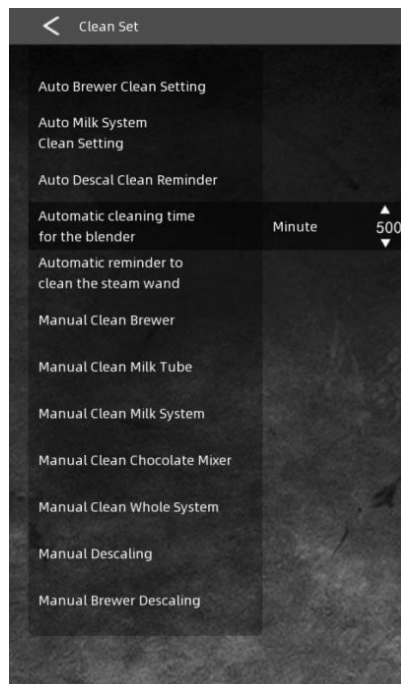 Clean Set
Auto Brewer Clean Setting
Auto Milk System
Clean Setting
Auto Descal Clean Reminder
Automatic cleaning time
for the blender
Minute
500
Automatic reminder to
clean the steam wand
Manual Clean Brewer
Manual Clean Milk Tube
Manual Clean Milk System
Manual Clean Chocolate Mixer
Manual Clean Whole System
Manual Descaling
Manual Brewer Descaling